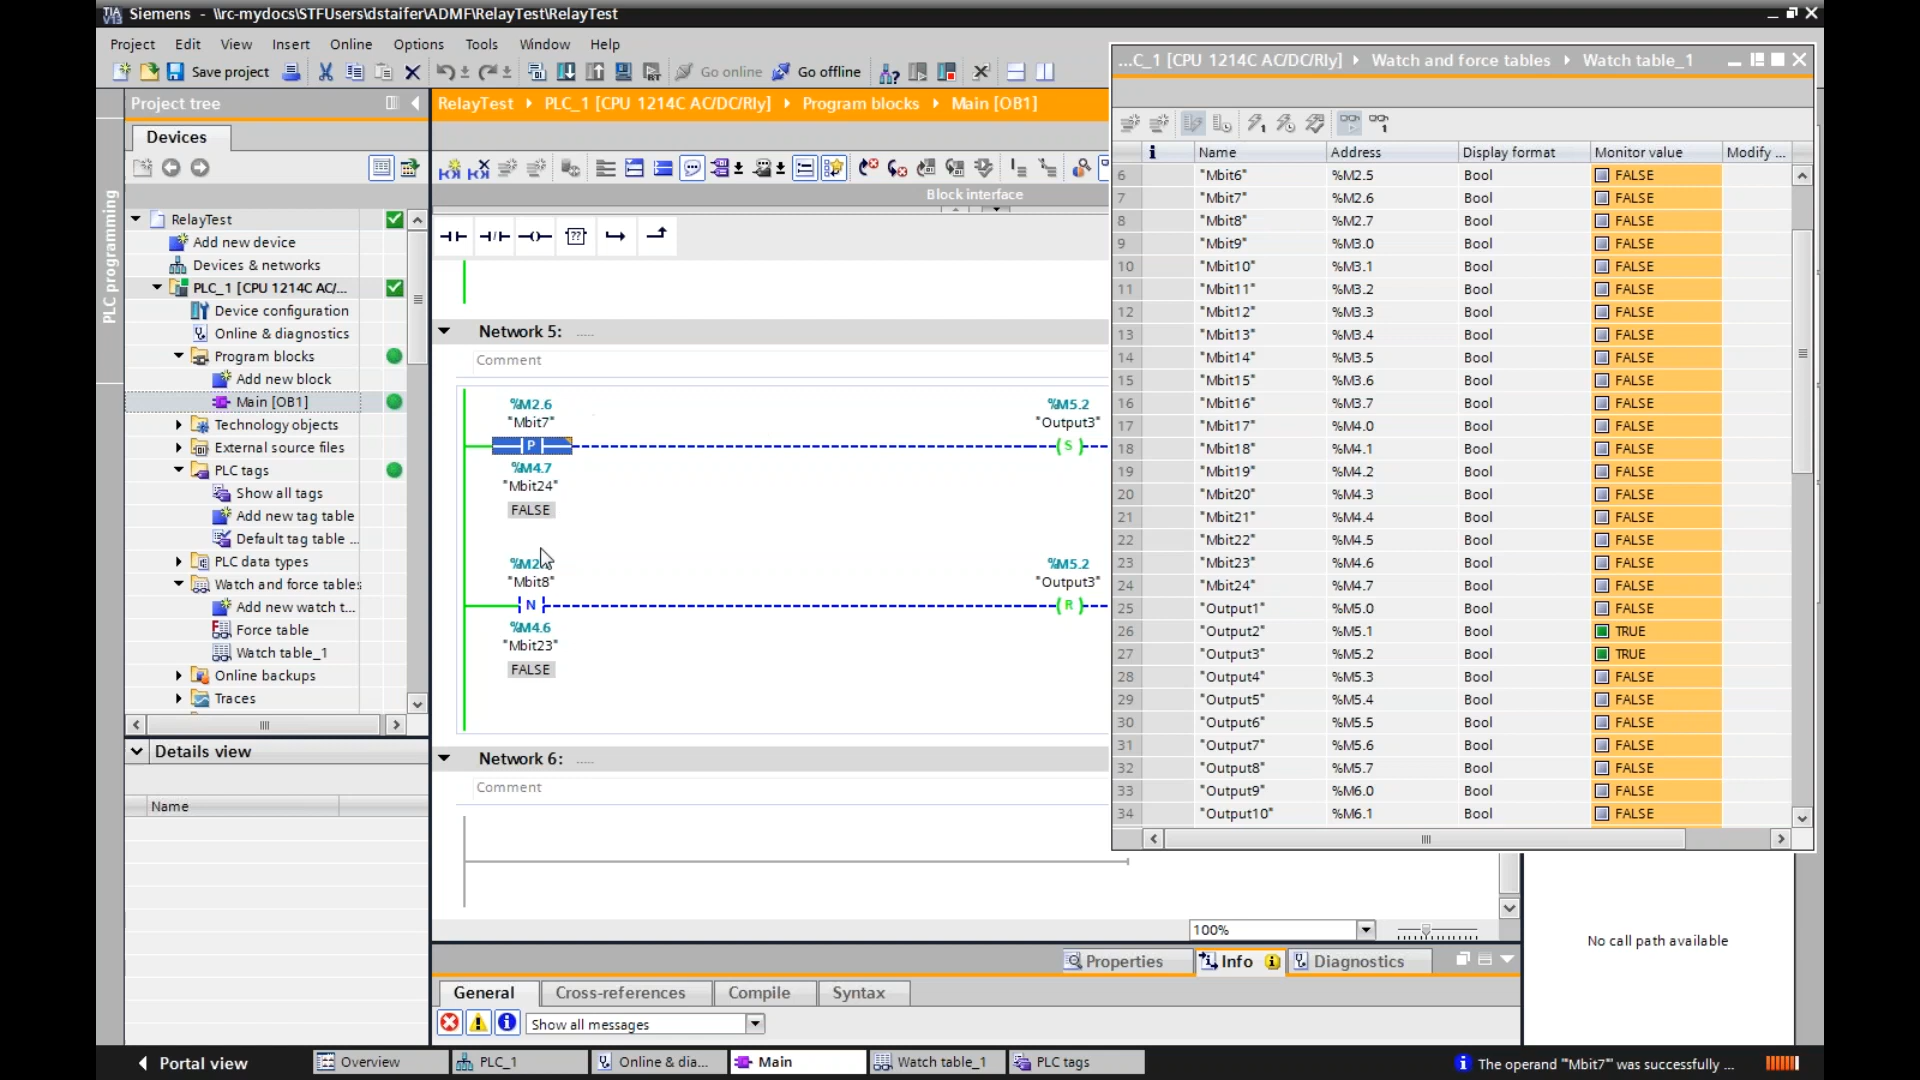 Siemens - \\rc-mydocs\STFUsers\dstaifer\ADMF\RelayTest\RelayTest
Project Edit View Insert Online Options Tools Window Help
Save project Go online Go offline
Project tree
Devices
PLC programming
RelayTest
Add new device
Devices & networks
PLC_1 [CPU 1214C AC/...
Device configuration
Online & diagnostics
Program blocks
Add new block
Main [OB1]
Technology objects
External source files
PLC tags
Show all tags
Add new tag table
Default tag table ...
PLC data types
Watch and force tables
Add new watch t...
Force table
Watch table_1
Online backups
Traces
Details view
Name
RelayTest PLC_1 [CPU 1214C AC/DC/Rly] Program blocks Main [OB1]
Block interface
??
Network 5: .....
Comment
%M2.6
"Mbit7"
P
%M4.7
"Mbit24"
FALSE
%M5.2
"Output3"
S
%M2
"Mbit8"
N
%M4.6
"Mbit23"
FALSE
%M5.2
"Output3"
R
Network 6: .....
Comment
100%
Properties Info Diagnostics
General Cross-references Compile Syntax
Show all messages
...C_1 [CPU 1214C AC/DC/Rly] Watch and force tables Watch table_1
i Name Address Display format Monitor value Modify ...
6 "Mbit6" %M2.5 Bool FALSE
7 "Mbit7" %M2.6 Bool FALSE
8 "Mbit8" %M2.7 Bool FALSE
9 "Mbit9" %M3.0 Bool FALSE
10 "Mbit10" %M3.1 Bool FALSE
11 "Mbit11" %M3.2 Bool FALSE
12 "Mbit12" %M3.3 Bool FALSE
13 "Mbit13" %M3.4 Bool FALSE
14 "Mbit14" %M3.5 Bool FALSE
15 "Mbit15" %M3.6 Bool FALSE
16 "Mbit16" %M3.7 Bool FALSE
17 "Mbit17" %M4.0 Bool FALSE
18 "Mbit18" %M4.1 Bool FALSE
19 "Mbit19" %M4.2 Bool FALSE
20 "Mbit20" %M4.3 Bool FALSE
21 "Mbit21" %M4.4 Bool FALSE
22 "Mbit22" %M4.5 Bool FALSE
23 "Mbit23" %M4.6 Bool FALSE
24 "Mbit24" %M4.7 Bool FALSE
25 "Output1" %M5.0 Bool FALSE
26 "Output2" %M5.1 Bool TRUE
27 "Output3" %M5.2 Bool TRUE
28 "Output4" %M5.3 Bool FALSE
29 "Output5" %M5.4 Bool FALSE
30 "Output6" %M5.5 Bool FALSE
31 "Output7" %M5.6 Bool FALSE
32 "Output8" %M5.7 Bool FALSE
33 "Output9" %M6.0 Bool FALSE
34 "Output10" %M6.1 Bool FALSE
No call path available
Portal view Overview PLC_1 Online & dia... Main Watch table_1 PLC tags
The operand '"Mbit7"' was successfully ...